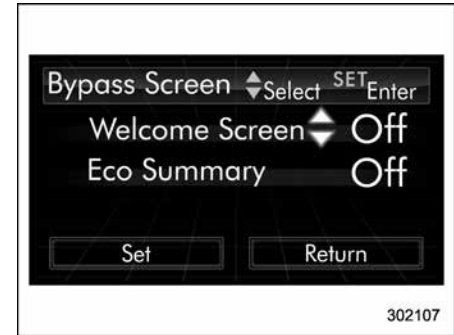 Bypass Screen Select SET Enter
Welcome Screen Off
Eco Summary Off
Set Return
302107